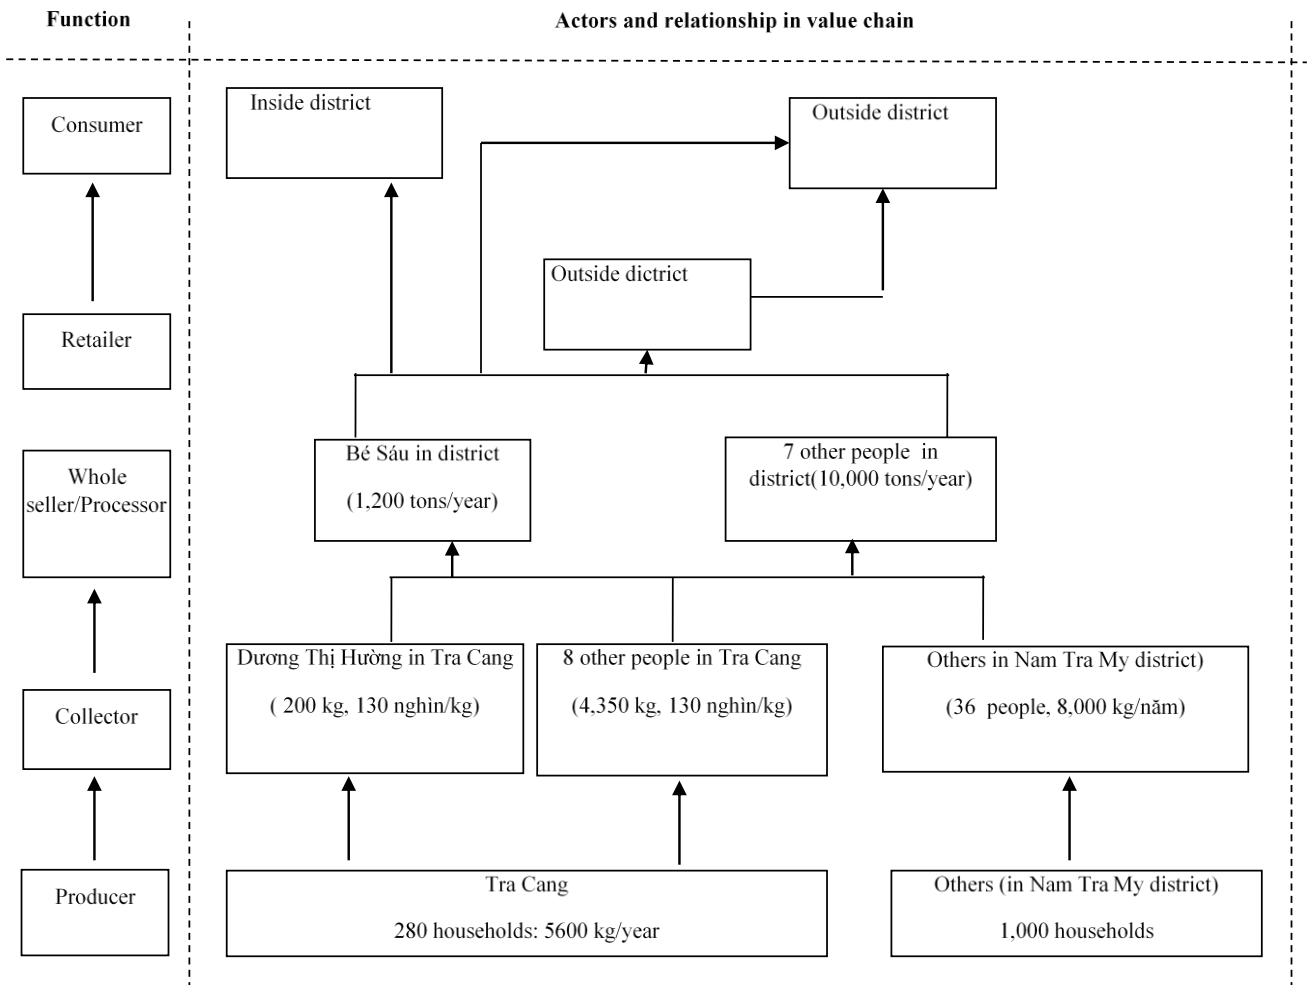 Function
Actors and relationship in value chain
Consumer
Inside district
Outside district
Outside dictrict
Retailer
Whole
seller/Processor
Bé Sáu in district
(1,200 tons/year)
7 other people in
district(10,000 tons/year)
Collector
Dương Thị Hường in Tra Cang
( 200 kg, 130 nghìn/kg)
8 other people in Tra Cang
(4,350 kg, 130 nghìn/kg)
Others in Nam Tra My district)
(36 people, 8,000 kg/năm)
Producer
Tra Cang
280 households: 5600 kg/year
Others (in Nam Tra My district)
1,000 households